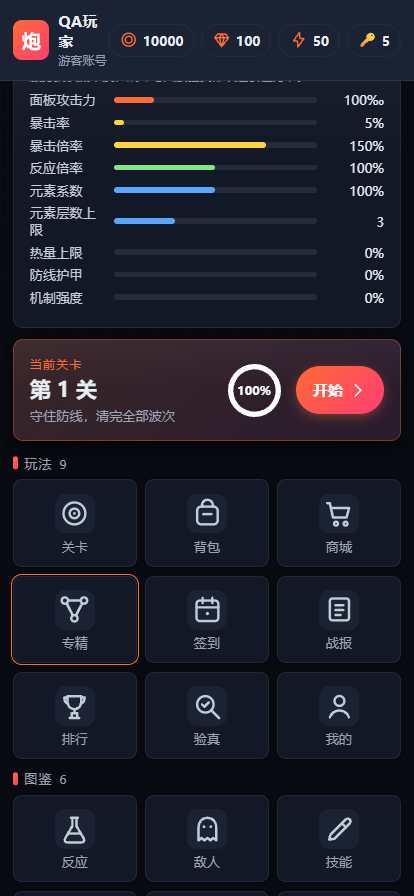 炮
QA玩
家
游客账号
10000
100
50
5
面板攻击力
100‰
暴击率
5%
暴击倍率
150%
反应倍率
100%
元素系数
100%
元素层数上
限
3
热量上限
0%
防线护甲
0%
机制强度
0%
当前关卡
第 1 关
守住防线，清完全部波次
100%
开始
玩法 9
关卡
背包
商城
专精
签到
战报
排行
验真
我的
图鉴 6
反应
敌人
技能